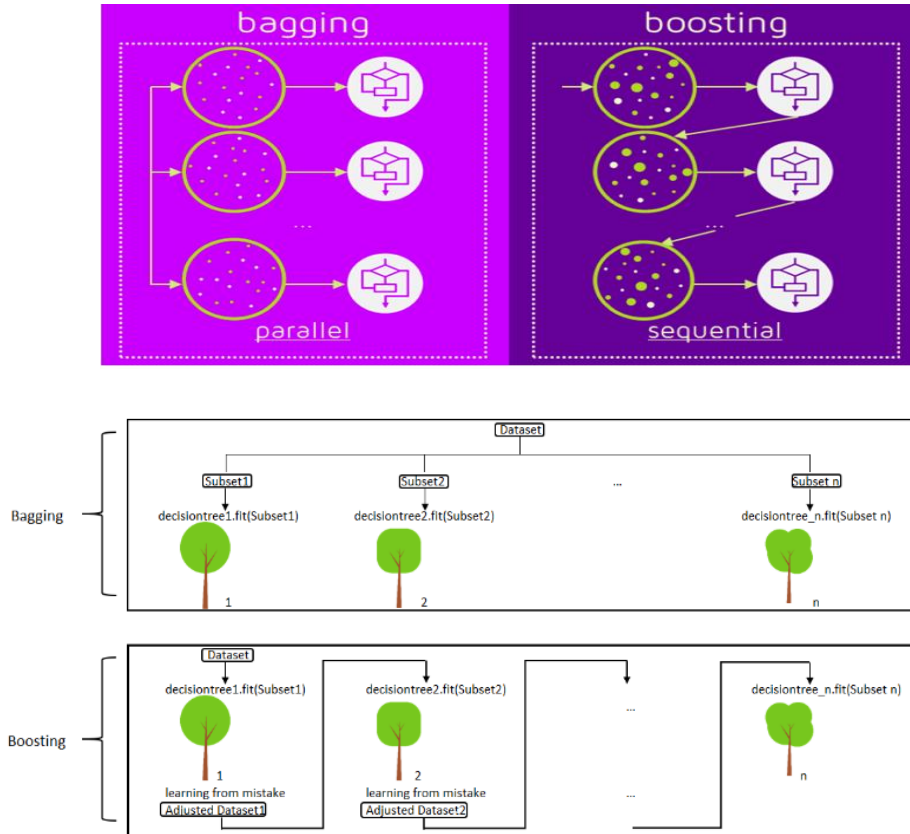 bagging
boosting
...
...
parallel
sequential
Bagging
Dataset
Subset1
Subset2
...
Subset n
decisiontree1.fit(Subset1)
decisiontree2.fit(Subset2)
decisiontree_n.fit(Subset n)
1
2
n
Boosting
Dataset
decisiontree1.fit(Subset1)
decisiontree2.fit(Subset2)
decisiontree_n.fit(Subset n)
...
1
2
n
learning from mistake
learning from mistake
Adjusted Dataset1
Adjusted Dataset2
...